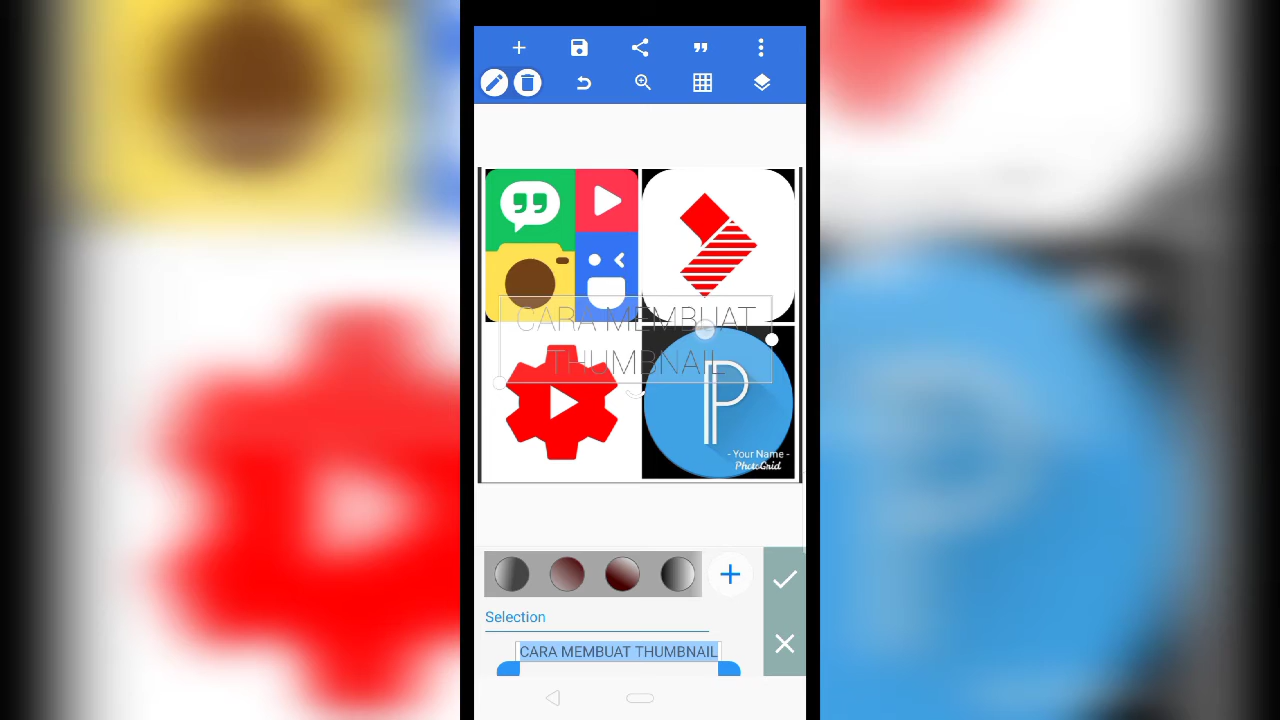 CARA MEMBUAT
THUMBNAIL
- Your Name -
PhotoGrid
Selection
CARA MEMBUAT THUMBNAIL